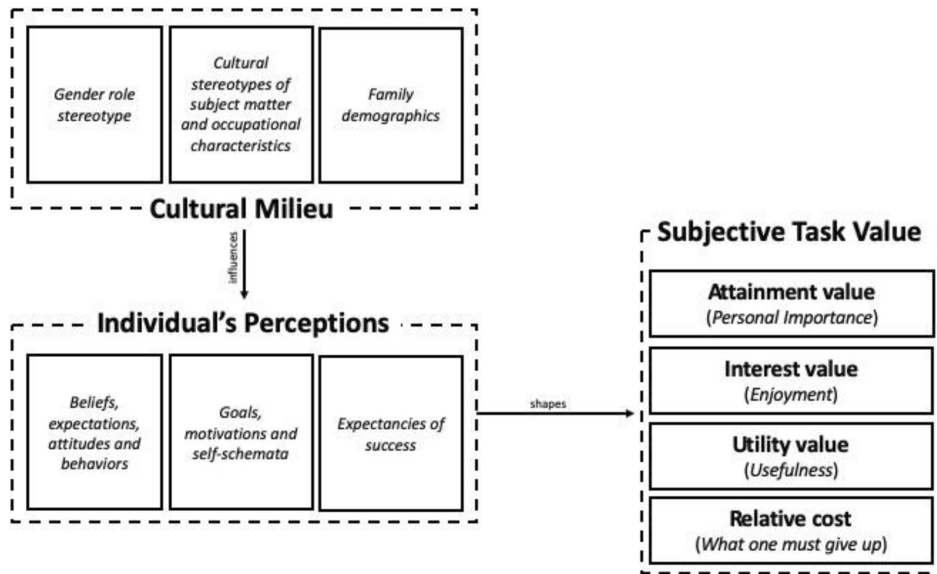 Gender role
stereotype
Cultural
stereotypes of
subject matter
and occupational
characteristics
Family
demographics
Cultural Milieu
influences
Individual's Perceptions
Beliefs,
expectations,
attitudes and
behaviors
Goals,
motivations and
self-schemata
Expectancies of
success
shapes
Subjective Task Value
Attainment value
(Personal Importance)
Interest value
(Enjoyment)
Utility value
(Usefulness)
Relative cost
(What one must give up)